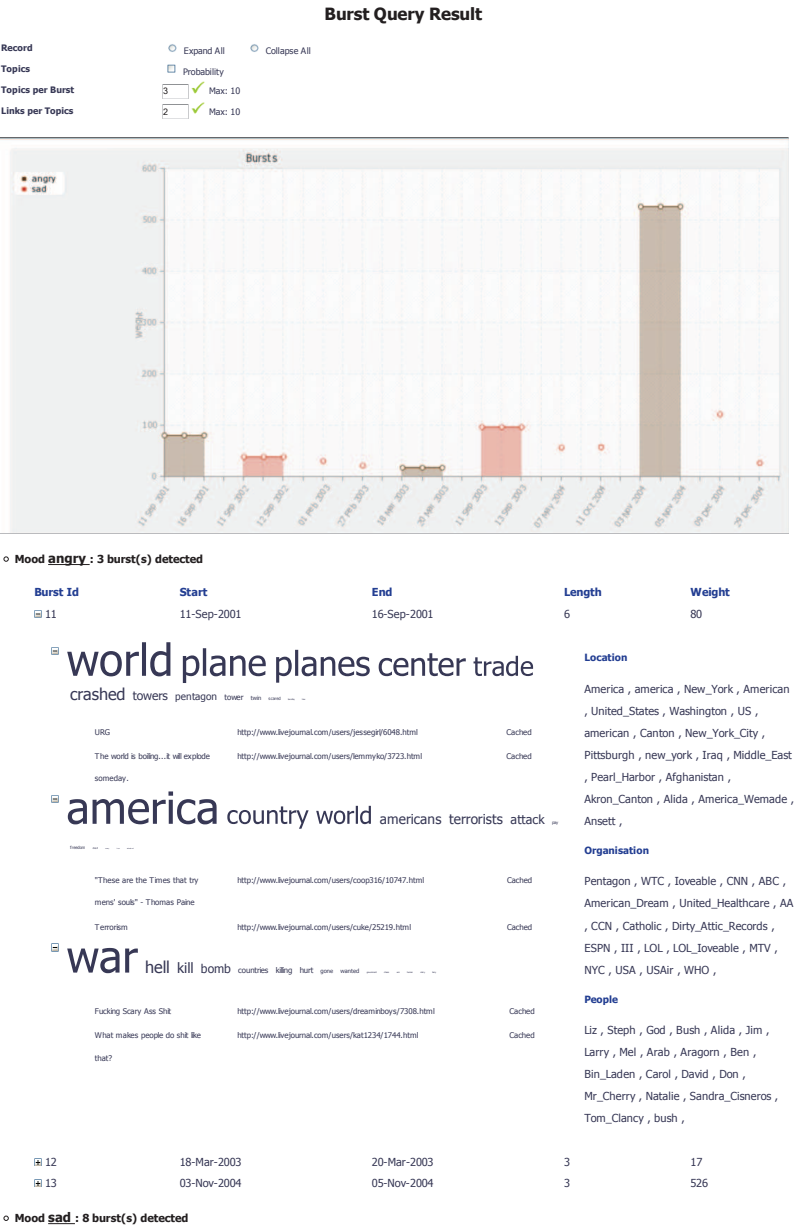 Burst Query Result
Record Expand All Collapse All
Topics Probability
Topics per Burst 3 Max: 10
Links per Topics 2 Max: 10
Bursts
angry
sad
600
500
400
300
200
100
0
weight
11 Sep 2001
16 Sep 2001
11 Sep 2002
13 Sep 2002
01 Feb 2003
27 Feb 2003
18 Mar 2003
20 Mar 2003
11 Sep 2003
13 Sep 2003
07 May 2004
11 Oct 2004
03 Nov 2004
05 Nov 2004
09 Dec 2004
29 Dec 2004
Mood angry : 3 burst(s) detected
Burst Id Start End Length Weight
11 11-Sep-2001 16-Sep-2001 6 80
world plane planes center trade
crashed towers pentagon tower twin
URG http://www.livejournal.com/users/jessegirl/6048.html Cached
The world is boiling...it will explode http://www.livejournal.com/users/lemmyko/3723.html Cached
someday.
america country world americans terrorists attack
freedom
"These are the Times that try http://www.livejournal.com/users/coop316/10747.html Cached
mens' souls" - Thomas Paine
Terrorism http://www.livejournal.com/users/cuke/25219.html Cached
war hell kill bomb countries killing hurt gone wanted
Fucking Scary Ass Shit http://www.livejournal.com/users/dreaminboys/7308.html Cached
What makes people do shit like http://www.livejournal.com/users/kat1234/1744.html Cached
that?
Location
America , america , New_York , American
, United_States , Washington , US ,
american , Canton , New_York_City ,
Pittsburgh , new_york , Iraq , Middle_East
, Pearl_Harbor , Afghanistan ,
Akron_Canton , Alida , America_Wemade ,
Ansett ,
Organisation
Pentagon , WTC , Ioveable , CNN , ABC ,
American_Dream , United_Healthcare , AA
, CCN , Catholic , Dirty_Attic_Records ,
ESPN , III , LOL , LOL_Ioveable , MTV ,
NYC , USA , USAir , WHO ,
People
Liz , Steph , God , Bush , Alida , Jim ,
Larry , Mel , Arab , Aragorn , Ben ,
Bin_Laden , Carol , David , Don ,
Mr_Cherry , Natalie , Sandra_Cisneros ,
Tom_Clancy , bush ,
12 18-Mar-2003 20-Mar-2003 3 17
13 03-Nov-2004 05-Nov-2004 3 526
Mood sad : 8 burst(s) detected